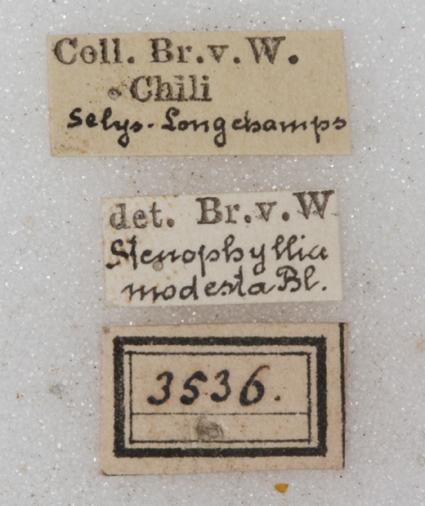 Coll. Br.v.W.
Chili
Selys-Longchamps
det. Br.v.W
Stenophyllia
modesta Bl.
3536.